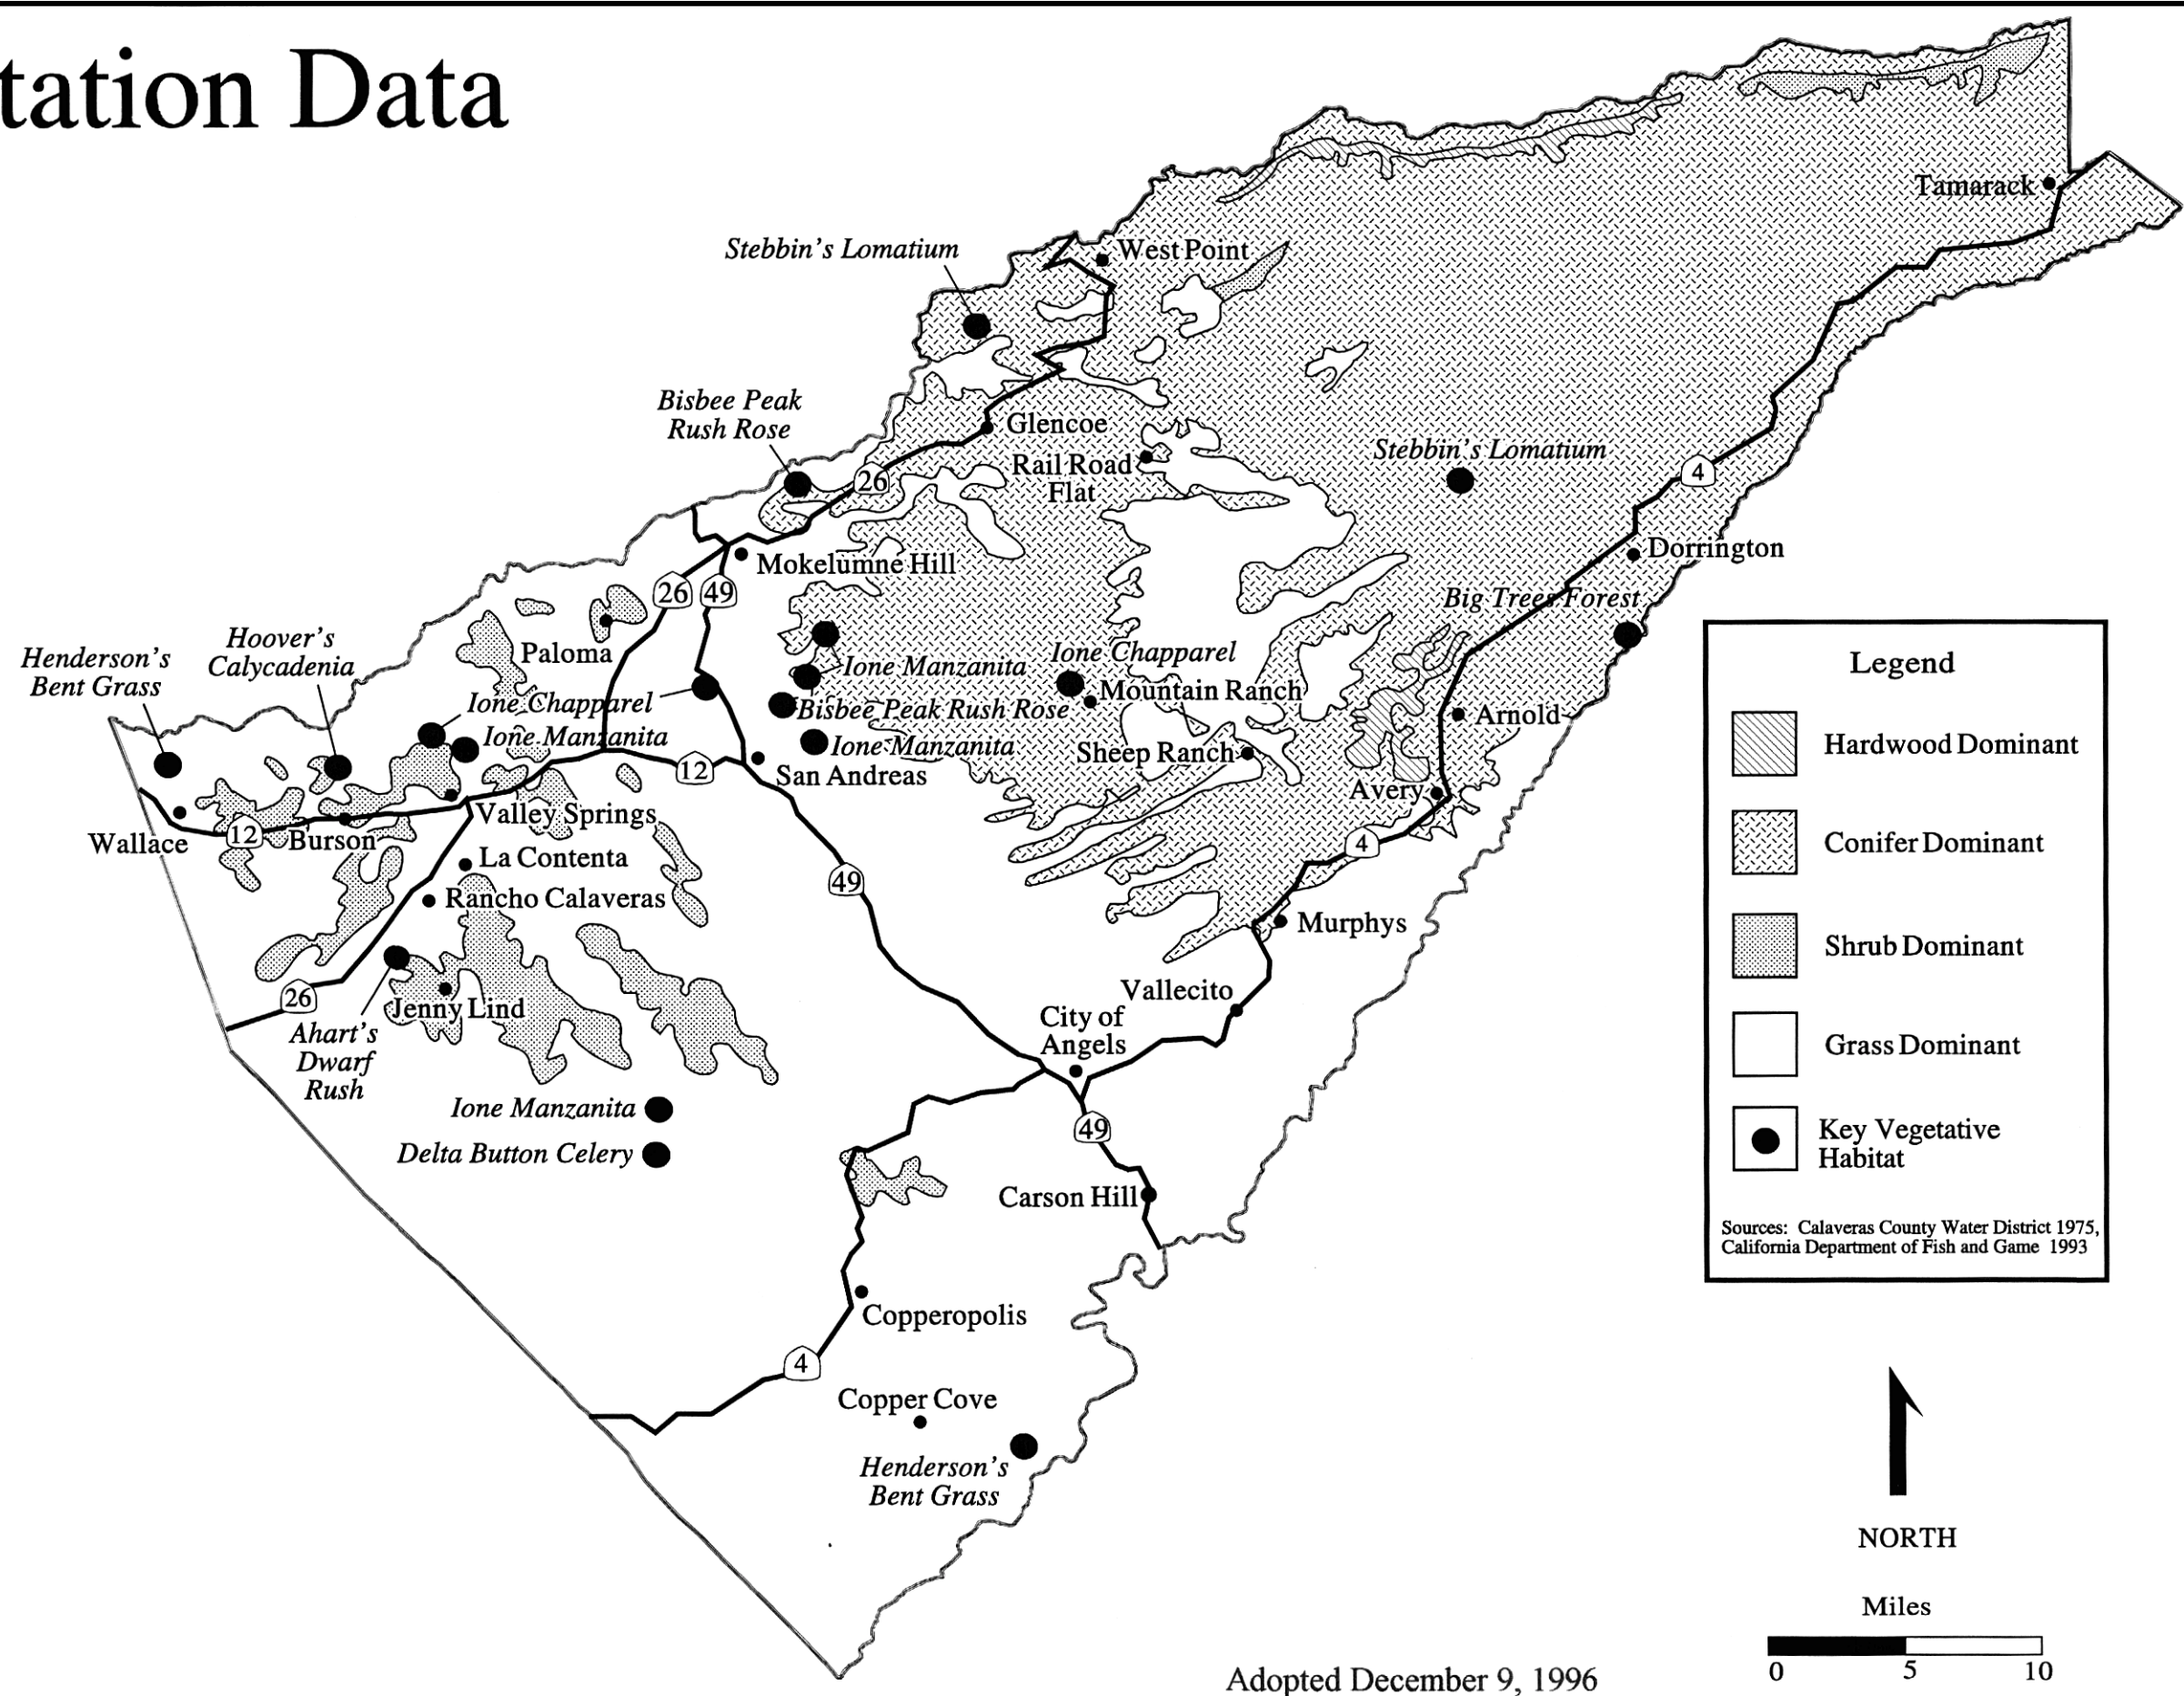 tation Data
Tamarack
West Point
Stebbin's Lomatium
Bisbee Peak
Rush Rose
Glencoe
Rail Road
Flat
26
Stebbin's Lomatium
4
Dorrington
Mokelumne Hill
26
49
Big Trees Forest
Paloma
Henderson's
Bent Grass
Hoover's
Calycadenia
Ione Manzanita
Ione Chapparel
Ione Chapparel
Mountain Ranch
Bisbee Peak Rush Rose
Arnold
Ione Manzanita
Ione Manzanita
Sheep Ranch
12
San Andreas
Avery
Valley Springs
Wallace
12
Burson
4
La Contenta
49
Rancho Calaveras
Murphys
26
Jenny Lind
Vallecito
City of
Angels
Ahart's
Dwarf
Rush
Ione Manzanita
Delta Button Celery
49
Carson Hill
Copperopolis
4
Copper Cove
Henderson's
Bent Grass
Legend
Hardwood Dominant
Conifer Dominant
Shrub Dominant
Grass Dominant
Key Vegetative
Habitat
Sources: Calaveras County Water District 1975,
California Department of Fish and Game 1993
NORTH
Miles
0 5 10
Adopted December 9, 1996